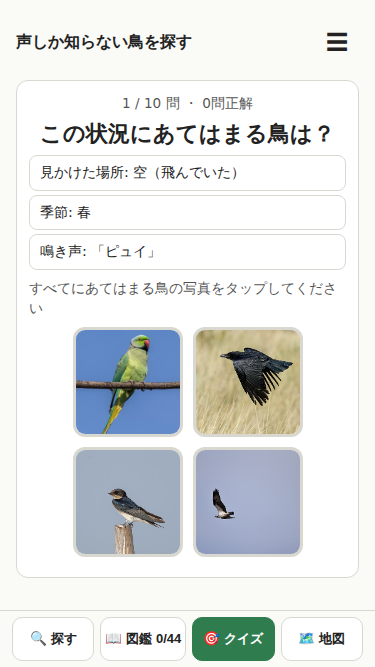 声しか知らない鳥を探す
1 / 10 問 ・ 0問正解
この状況にあてはまる鳥は？
見かけた場所: 空（飛んでいた）
季節: 春
鳴き声: 「ピュイ」
すべてにあてはまる鳥の写真をタップしてくださ
い
探す
図鑑 0/44
クイズ
地図